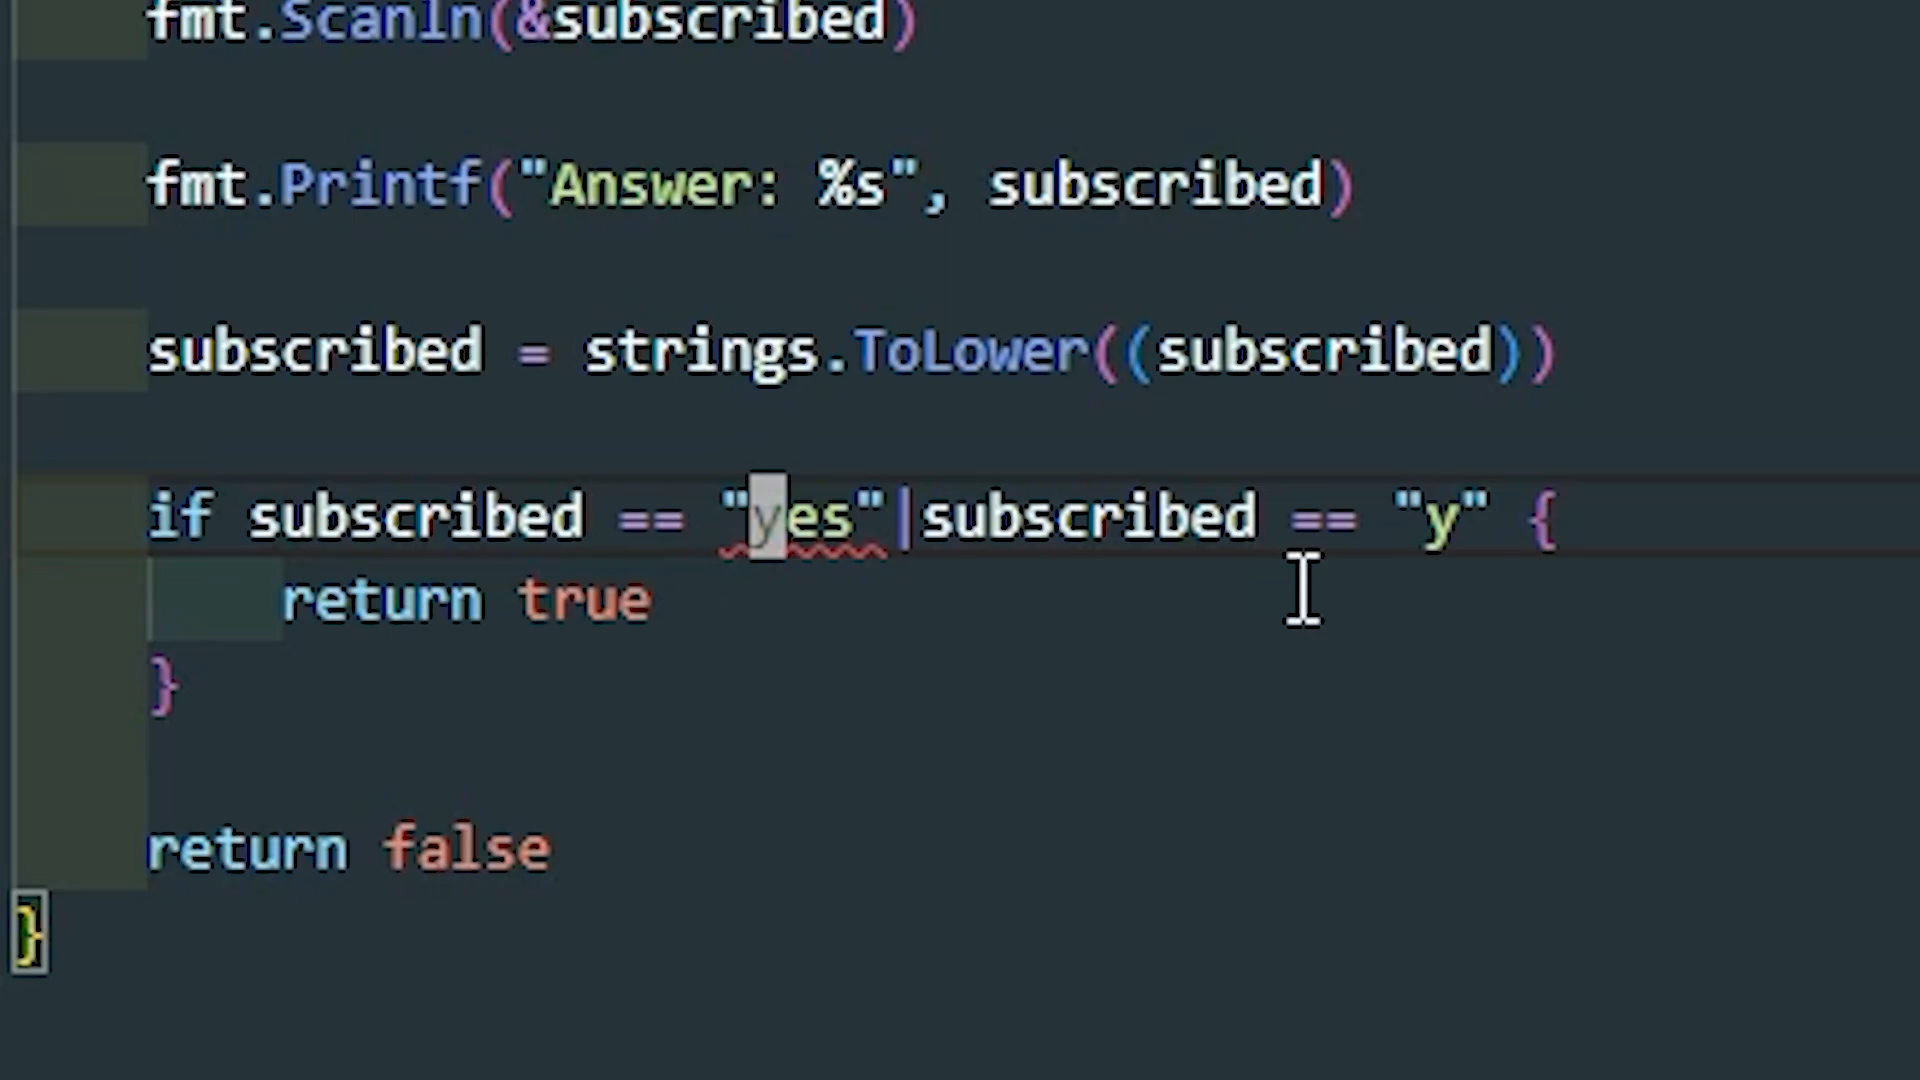 fmt.Scanln(&subscribed)
fmt.Printf("Answer: %s", subscribed)
subscribed = strings.ToLower((subscribed))
if subscribed == "yes"|subscribed == "y" {
return true
}
return false
}